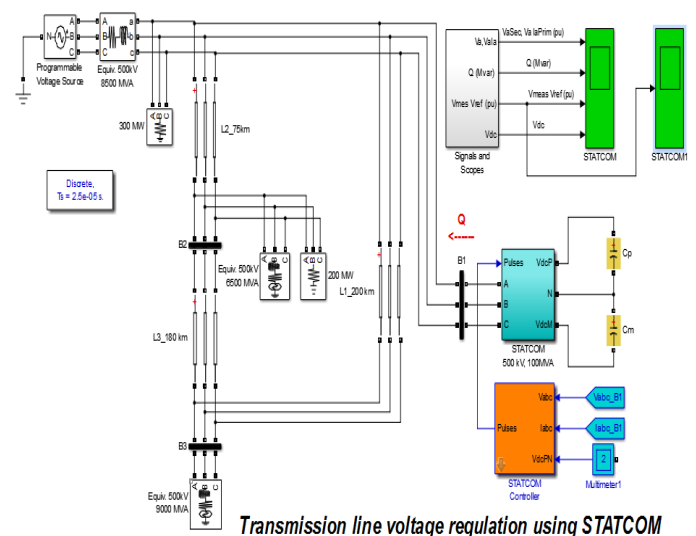 N
A
B
C
A
B
C
a
b
c
Programmable
Voltage Source
Equiv. 500kV
8500 MVA
A B C
300 MW
L2_75km
Discrete,
Ts = 2.5e-05 s.
B2
A B C
Equiv. 500kV
6500 MVA
A B C
200 MW
L1_200km
L3_180 km
B3
A B C
Equiv. 500kV
9000 MVA
Va,VaIa
Q (Mvar)
Vmes Vref (pu)
Vdc
Signals and
Scopes
VaSec, Va IaPrim (pu)
Q (Mvar)
Vmeas Vref (pu)
Vdc
STATCOM
STATCOM1
Q
<-----
B1
Pulses
A
B
C
VdcP
N
VdcM
STATCOM
500 kV, 100MVA
Cp
Cm
Pulses
Vabc
Iabc
VdcPN
STATCOM
Controller
Vabc_B1
Iabc_B1
2
Multimeter1
Transmission line voltage regulation using STATCOM